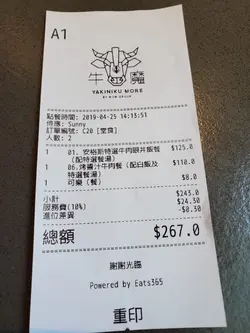 A1
牛
YAKINIKU MORE
點餐時間: 2019-04-25 14:13:51
侍應: Sunny
訂單編號: C20 [堂食]
人數: 2
1 01. 安格斯特選牛肉眼丼飯餐 $125.0
(配特選餐湯)
1 06.烤醬汁牛肉餐 (配白飯及 $110.0
特選餐湯)
1 可樂 (餐) $8.0
小計 $243.0
服務費(10%) $24.30
進位差異 -$0.30
總額 $267.0
謝謝光臨
Powered by Eats365
重印